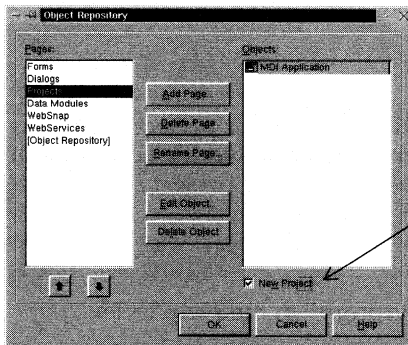 Object Repository
Pages:
Forms
Dialogs
Projects
Data Modules
WebSnap
WebServices
[Object Repository]
Add Page...
Delete Page
Rename Page...
Edit Object...
Delete Object
Objects:
MDI Application
New Project
OK
Cancel
Help